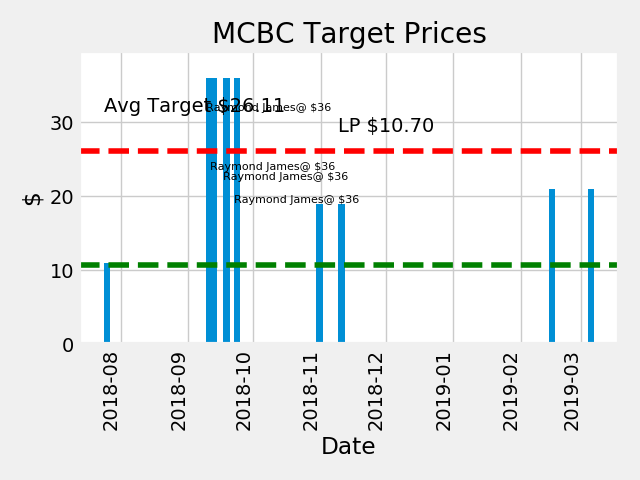 MCBC Target Prices
Avg Target $26.11
Raymond James@ $36
LP $10.70
Raymond James@ $36
Raymond James@ $36
Raymond James@ $36
$
30
20
10
0
2018-08
2018-09
2018-10
2018-11
2018-12
2019-01
2019-02
2019-03
Date